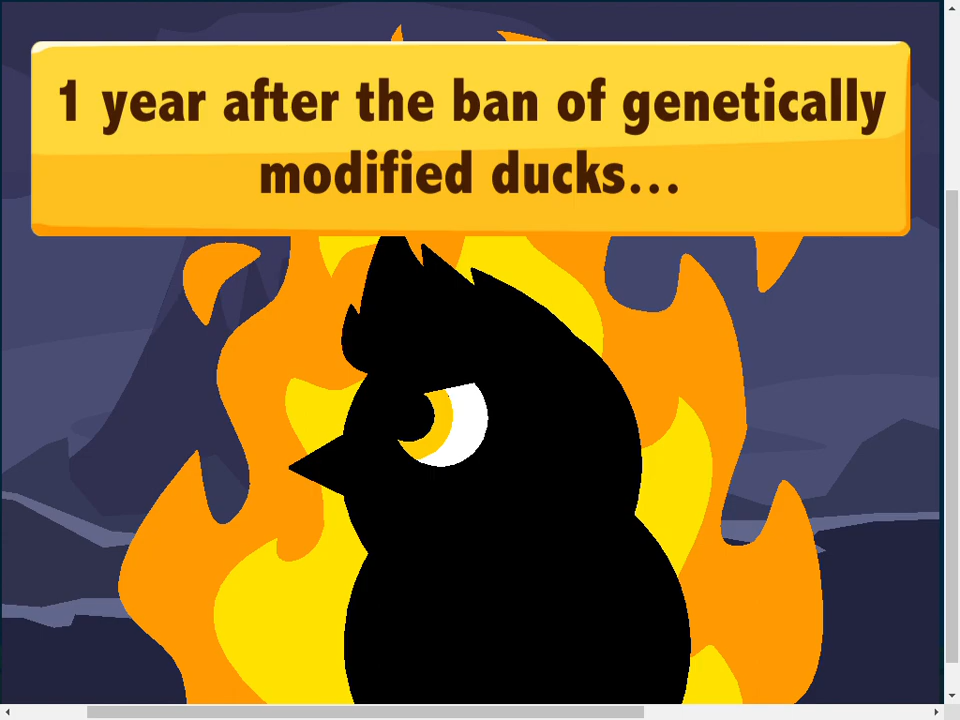 1 year after the ban of genetically
modified ducks...